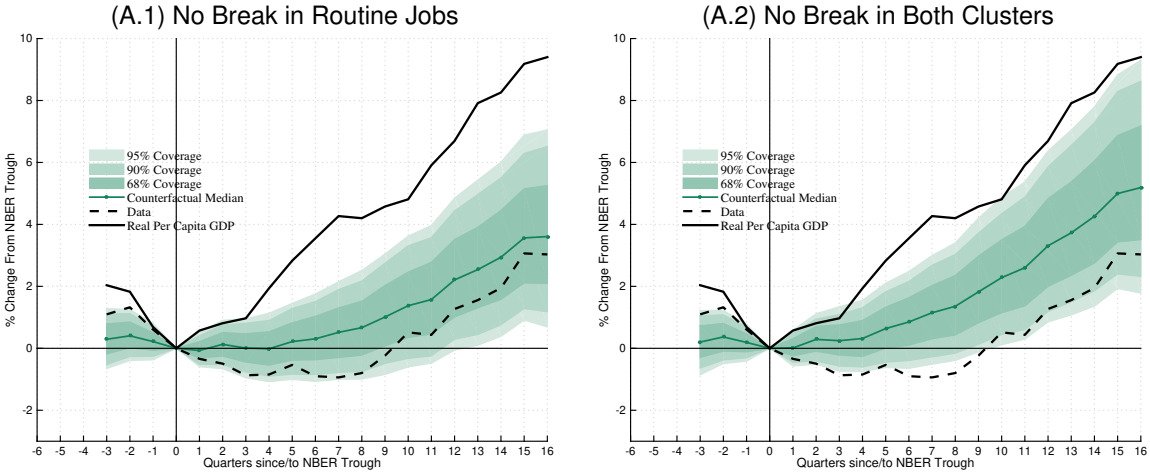 (A.1) No Break in Routine Jobs
10
8
6
4
2
0
-2
% Change From NBER Trough
95% Coverage
90% Coverage
68% Coverage
Counterfactual Median
Data
Real Per Capita GDP
-6 -5 -4 -3 -2 -1 0 1 2 3 4 5 6 7 8 9 10 11 12 13 14 15 16
Quarters since/to NBER Trough
(A.2) No Break in Both Clusters
10
8
6
4
2
0
-2
% Change From NBER Trough
95% Coverage
90% Coverage
68% Coverage
Counterfactual Median
Data
Real Per Capita GDP
-6 -5 -4 -3 -2 -1 0 1 2 3 4 5 6 7 8 9 10 11 12 13 14 15 16
Quarters since/to NBER Trough